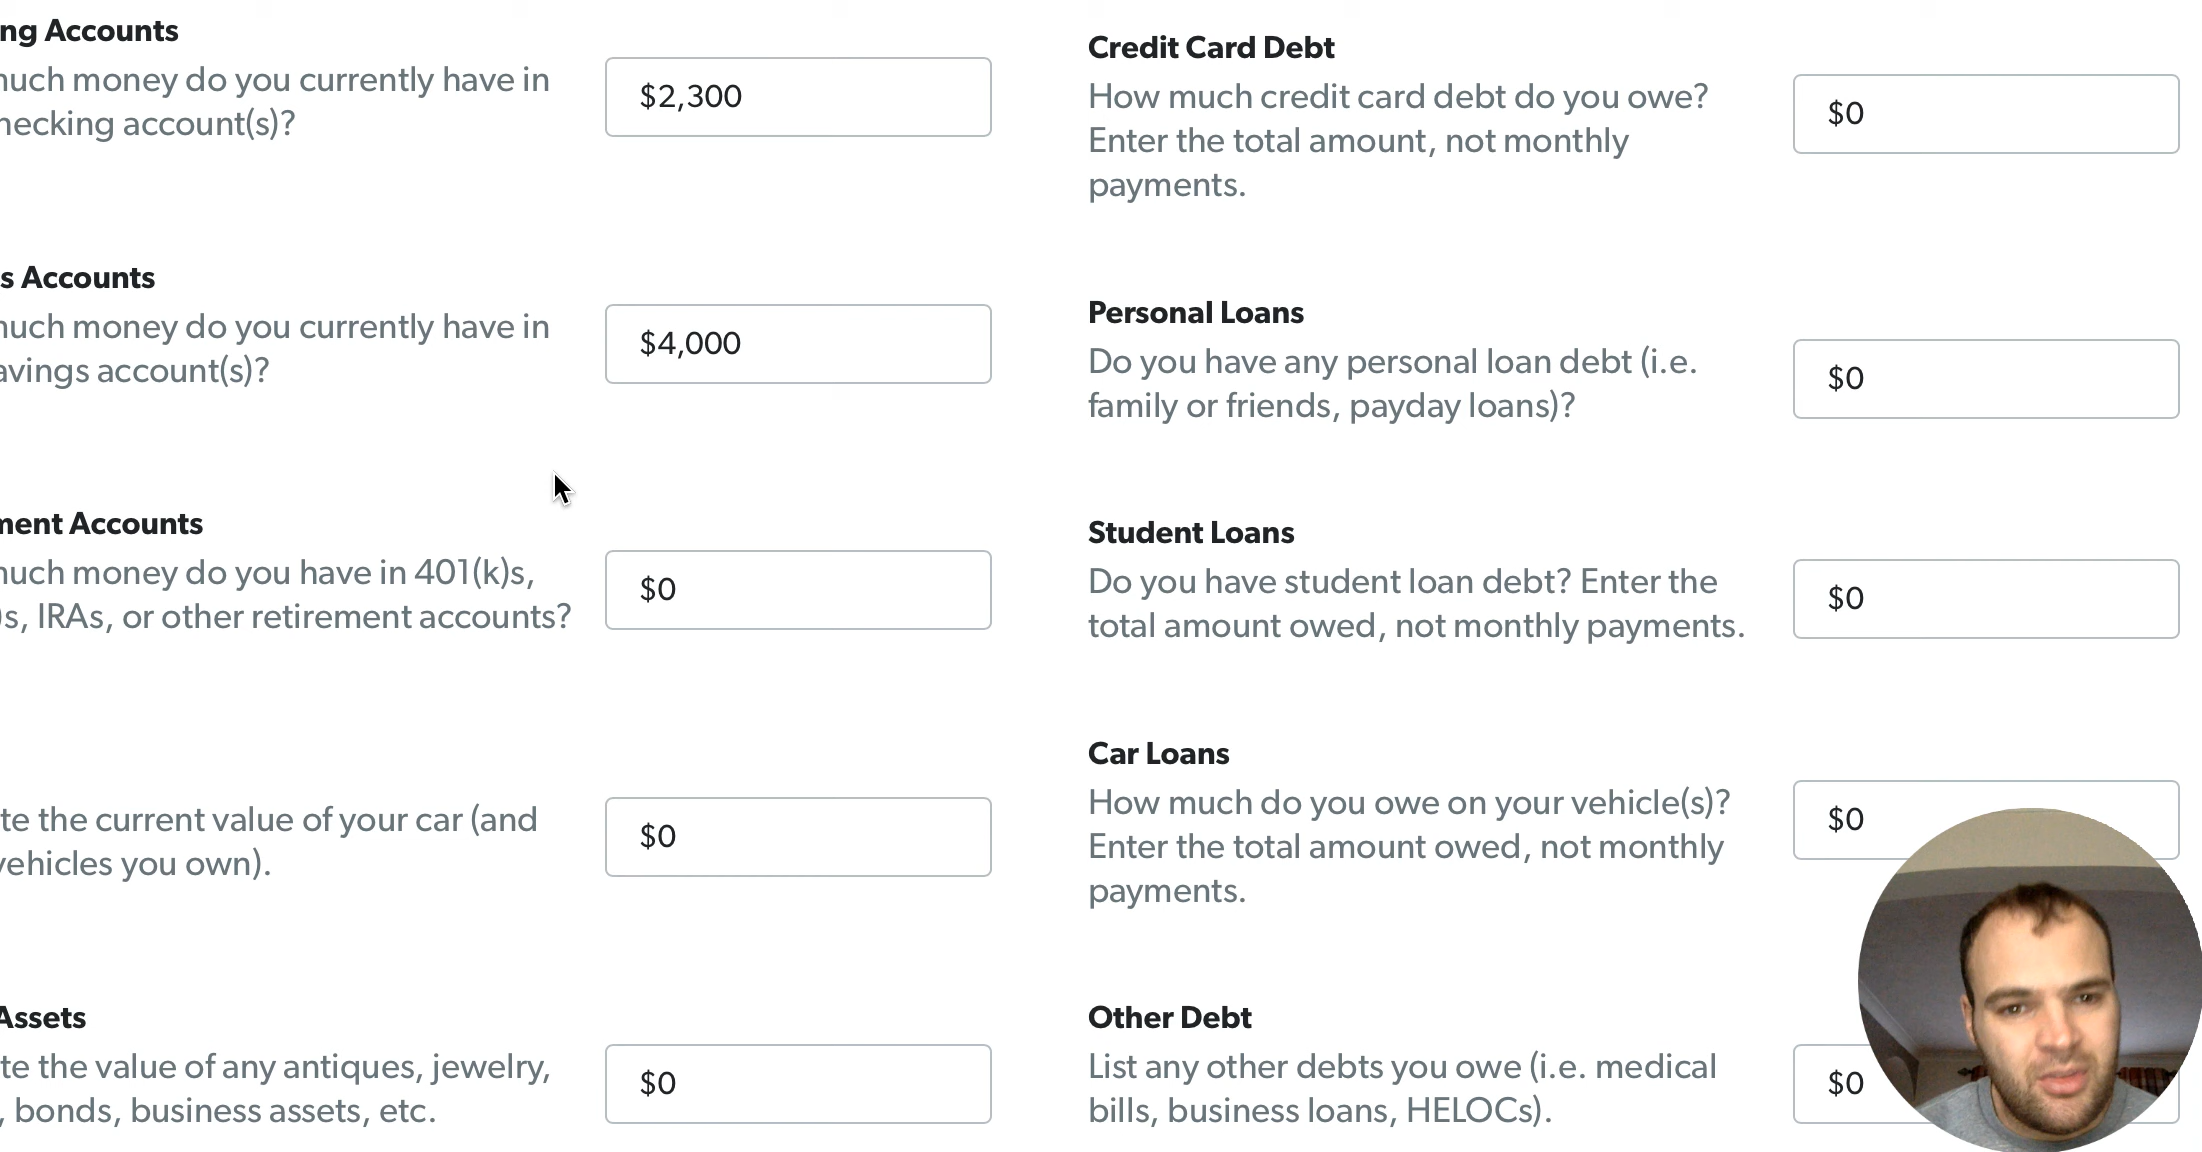 ng Accounts
much money do you currently have in
hecking account(s)?
$2,300
s Accounts
much money do you currently have in
avings account(s)?
$4,000
ment Accounts
much money do you have in 401(k)s,
)s, IRAs, or other retirement accounts?
$0
te the current value of your car (and
vehicles you own).
$0
Assets
te the value of any antiques, jewelry,
, bonds, business assets, etc.
$0
Credit Card Debt
How much credit card debt do you owe?
Enter the total amount, not monthly
payments.
$0
Personal Loans
Do you have any personal loan debt (i.e.
family or friends, payday loans)?
$0
Student Loans
Do you have student loan debt? Enter the
total amount owed, not monthly payments.
$0
Car Loans
How much do you owe on your vehicle(s)?
Enter the total amount owed, not monthly
payments.
$0
Other Debt
List any other debts you owe (i.e. medical
bills, business loans, HELOCs).
$0